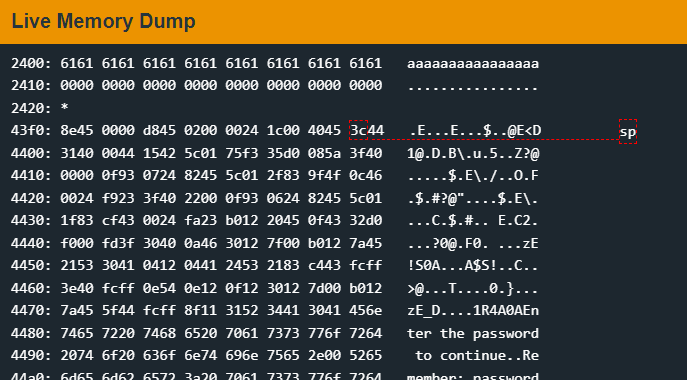 Live Memory Dump
2400: 6161 6161 6161 6161 6161 6161 6161 6161 aaaaaaaaaaaaaaaa
2410: 0000 0000 0000 0000 0000 0000 0000 0000 ................
2420: *
43f0: 8e45 0000 d845 0200 0024 1c00 4045 3c44 .E...E...$..@E<D sp
4400: 3140 0044 1542 5c01 75f3 35d0 085a 3f40 1@.D.B\.u.5..Z?@
4410: 0000 0f93 0724 8245 5c01 2f83 9f4f 0c46 .....$.E\./..O.F
4420: 0024 f923 3f40 2200 0f93 0624 8245 5c01 .$.#?@"....$.E\.
4430: 1f83 cf43 0024 fa23 b012 2045 0f43 32d0 ...C.$.#.. E.C2.
4440: f000 fd3f 3040 0a46 3012 7f00 b012 7a45 ...?0@.F0. ...zE
4450: 2153 3041 0412 0441 2453 2183 c443 fcff !S0A...A$S!..C..
4460: 3e40 fcff 0e54 0e12 0f12 3012 7d00 b012 >@...T....0.}...
4470: 7a45 5f44 fcff 8f11 3152 3441 3041 456e zE_D....1R4A0AEn
4480: 7465 7220 7468 6520 7061 7373 776f 7264 ter the password
4490: 2074 6f20 636f 6e74 696e 7565 2e00 5265 to continue..Re
44a0: 6d65 6d62 6572 3a20 7061 7373 776f 7264 member: password